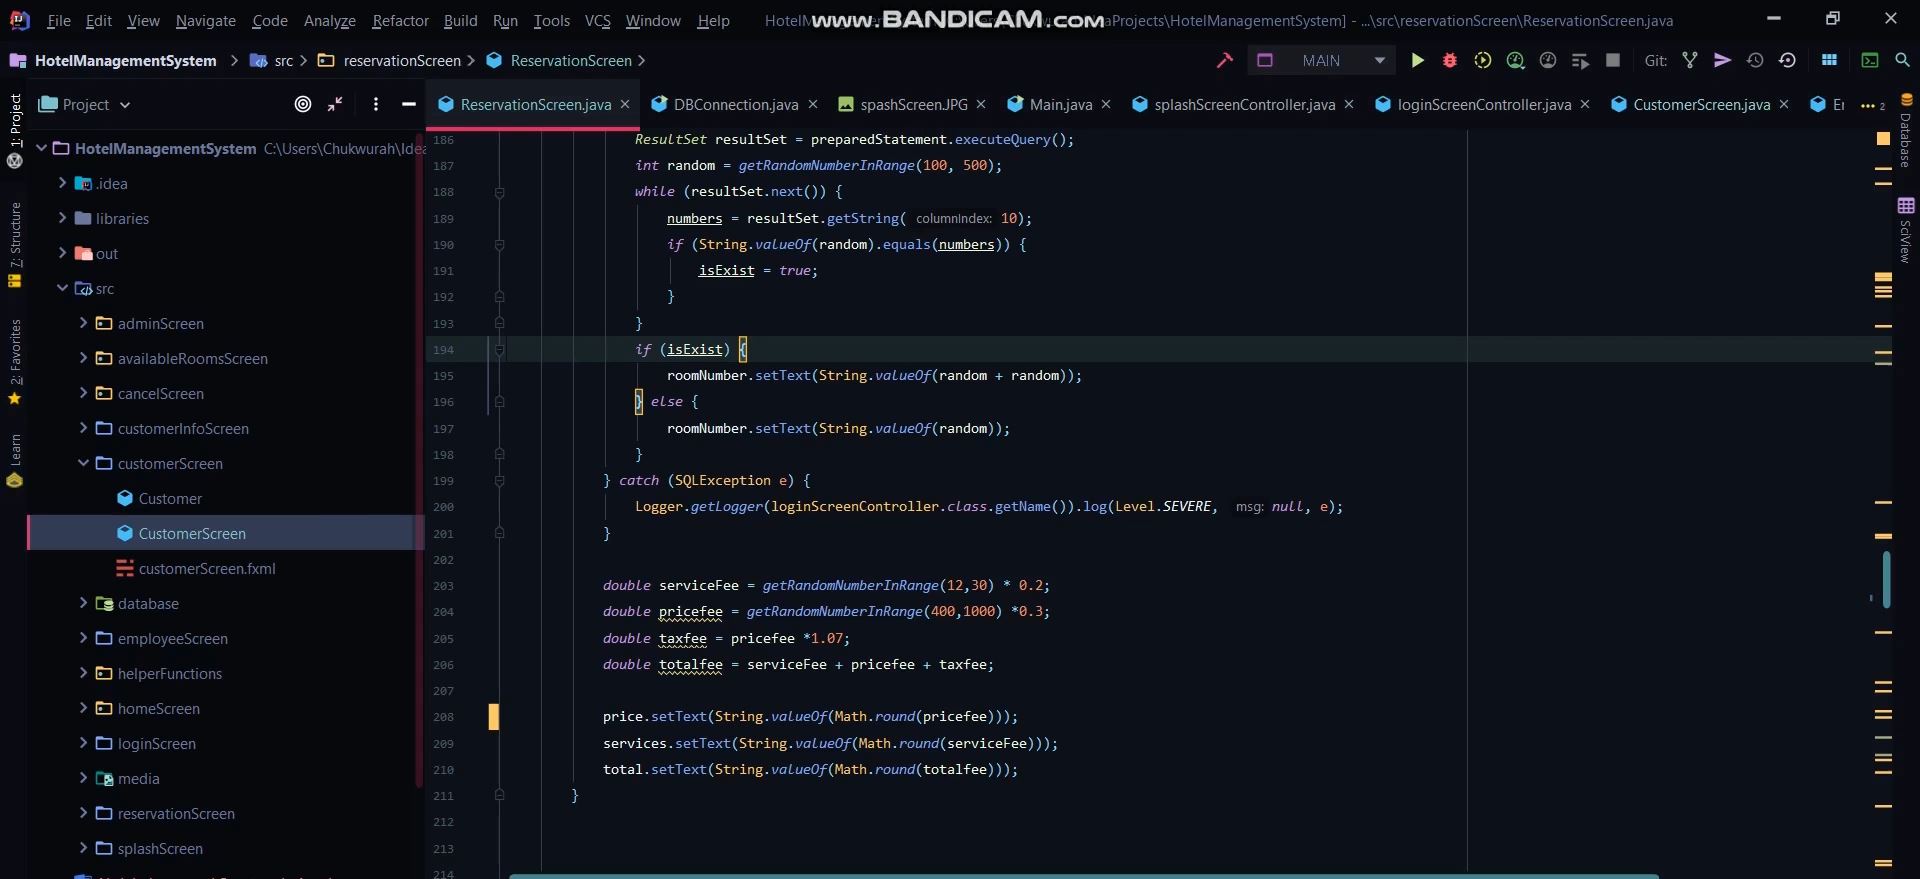 File Edit View Navigate Code Analyze Refactor Build Run Tools VCS Window Help HotelM www.BANDICAM.com aProjects\HotelManagementSystem] - ...\src\reservationScreen\ReservationScreen.java
HotelManagementSystem src reservationScreen ReservationScreen MAIN Git:
Project
ReservationScreen.java DBConnection.java spashScreen.JPG Main.java splashScreenController.java loginScreenController.java CustomerScreen.java Er 2
1: Project
7: Structure
2: Favorites
Learn
Database
SciView
HotelManagementSystem C:\Users\Chukwurah\Idea
.idea
libraries
out
src
adminScreen
availableRoomsScreen
cancelScreen
customerInfoScreen
customerScreen
Customer
CustomerScreen
customerScreen.fxml
database
employeeScreen
helperFunctions
homeScreen
loginScreen
media
reservationScreen
splashScreen
186 ResultSet resultSet = preparedStatement.executeQuery();
187 int random = getRandomNumberInRange(100, 500);
188 while (resultSet.next()) {
189 numbers = resultSet.getString( columnIndex: 10);
190 if (String.valueOf(random).equals(numbers)) {
191 isExist = true;
192 }
193 }
194 if (isExist) {
195 roomNumber.setText(String.valueOf(random + random));
196 } else {
197 roomNumber.setText(String.valueOf(random));
198 }
199 } catch (SQLException e) {
200 Logger.getLogger(loginScreenController.class.getName()).log(Level.SEVERE, msg: null, e);
201 }
202
203 double serviceFee = getRandomNumberInRange(12,30) * 0.2;
204 double pricefee = getRandomNumberInRange(400,1000) *0.3;
205 double taxfee = pricefee *1.07;
206 double totalfee = serviceFee + pricefee + taxfee;
207
208 price.setText(String.valueOf(Math.round(pricefee)));
209 services.setText(String.valueOf(Math.round(serviceFee)));
210 total.setText(String.valueOf(Math.round(totalfee)));
211 }
212
213
214